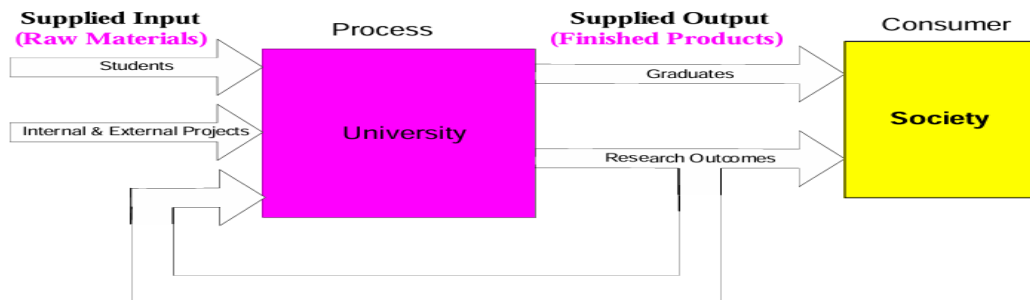 Supplied Input
(Raw Materials)
Process
Supplied Output
(Finished Products)
Consumer
Students
Graduates
Internal & External Projects
University
Society
Research Outcomes